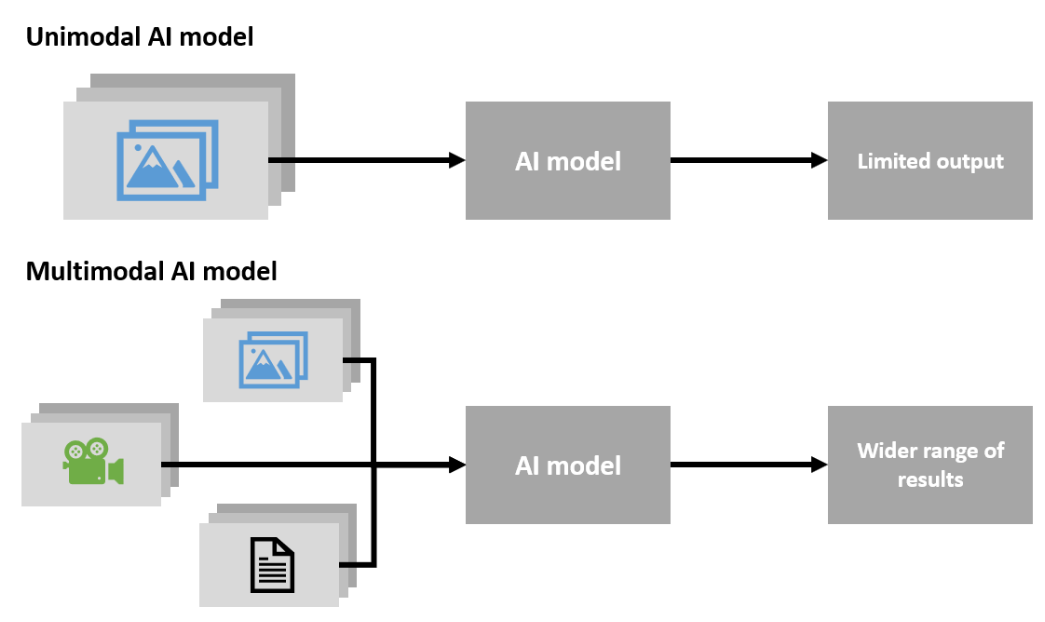 Unimodal AI model
AI model
Limited output
Multimodal AI model
AI model
Wider range of
results